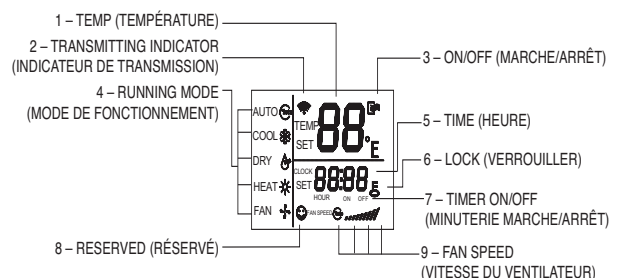 1 – TEMP (TEMPÉRATURE)
2 – TRANSMITTING INDICATOR
(INDICATEUR DE TRANSMISSION)
3 – ON/OFF (MARCHE/ARRÊT)
4 – RUNNING MODE
(MODE DE FONCTIONNEMENT)
AUTO
COOL
DRY
HEAT
FAN
TEMP
SET
88°E
CLOCK
SET
88:88
HOUR ON OFF
FAN SPEED
5 – TIME (HEURE)
6 – LOCK (VERROUILLER)
7 – TIMER ON/OFF
(MINUTERIE MARCHE/ARRÊT)
8 – RESERVED (RÉSERVÉ)
9 – FAN SPEED
(VITESSE DU VENTILATEUR)